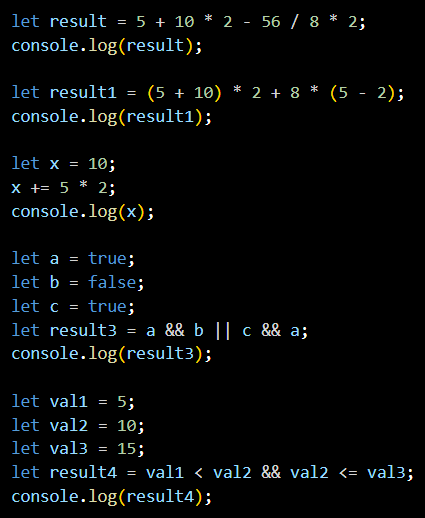 let result = 5 + 10 * 2 - 56 / 8 * 2;
console.log(result);
let result1 = (5 + 10) * 2 + 8 * (5 - 2);
console.log(result1);
let x = 10;
x += 5 * 2;
console.log(x);
let a = true;
let b = false;
let c = true;
let result3 = a && b || c && a;
console.log(result3);
let val1 = 5;
let val2 = 10;
let val3 = 15;
let result4 = val1 < val2 && val2 <= val3;
console.log(result4);